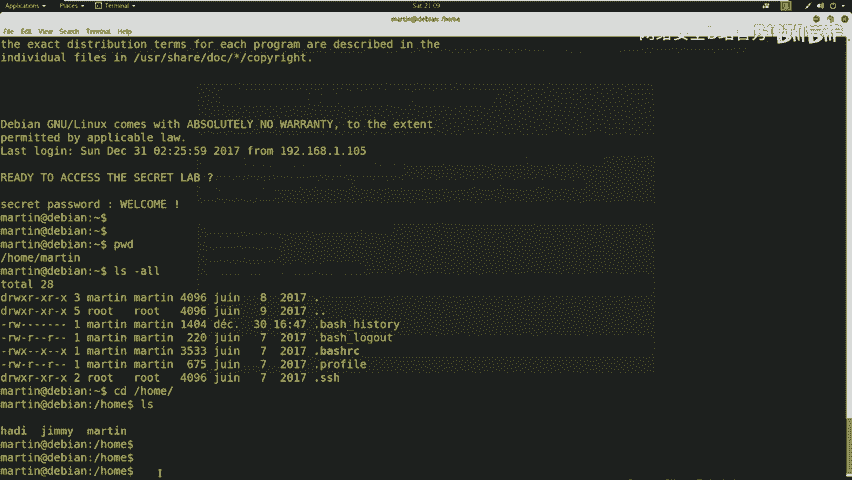 Applications Places Terminal Sat 21 09
martin@debian: /home
File Edit View Search Terminal Help
the exact distribution terms for each program are described in the
individual files in /usr/share/doc/*/copyright.
Debian GNU/Linux comes with ABSOLUTELY NO WARRANTY, to the extent
permitted by applicable law.
Last login: Sun Dec 31 02:25:59 2017 from 192.168.1.105
READY TO ACCESS THE SECRET LAB ?
secret password : WELCOME !
martin@debian:~$
martin@debian:~$
martin@debian:~$ pwd
/home/martin
martin@debian:~$ ls -all
total 28
drwxr-xr-x 3 martin martin 4096 juin 8 2017 .
drwxr-xr-x 5 root root 4096 juin 9 2017 ..
-rw------- 1 martin martin 1404 déc. 30 16:47 .bash_history
-rw-r--r-- 1 martin martin 220 juin 7 2017 .bash_logout
-rwx--x--x 1 martin martin 3533 juin 7 2017 .bashrc
-rw-r--r-- 1 martin martin 675 juin 7 2017 .profile
drwxr-xr-x 2 root root 4096 juin 7 2017 .ssh
martin@debian:~$ cd /home/
martin@debian:/home$ ls
hadi jimmy martin
martin@debian:/home$
martin@debian:/home$
martin@debian:/home$